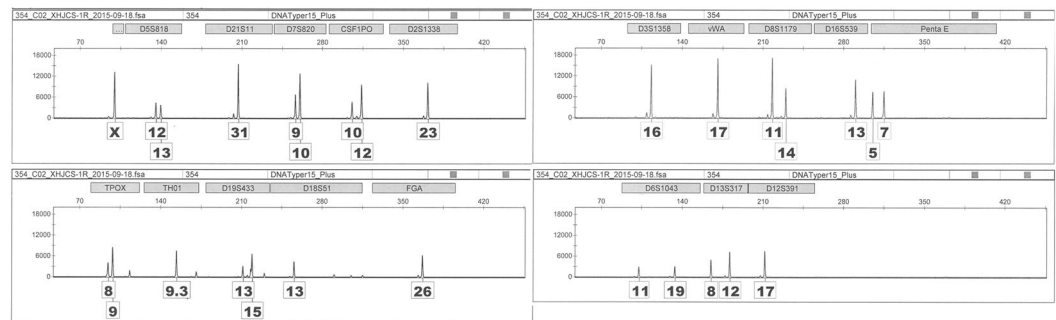 354_C02_XHJCS-1R_2015-09-18.fsa 354 DNATyper15_Plus
... D5S818 D21S11 D7S820 CSF1PO D2S1338
70 140 210 280 350 420
18000
12000
6000
0
X 12 31 9 10 23
13 10 12
354_C02_XHJCS-1R_2015-09-18.fsa 354 DNATyper15_Plus
D3S1358 vWA D8S1179 D16S539 Penta E
70 140 210 280 350 420
18000
12000
6000
0
16 17 11 13 7
14 5
354_C02_XHJCS-1R_2015-09-18.fsa 354 DNATyper15_Plus
TPOX TH01 D19S433 D18S51 FGA
70 140 210 280 350 420
18000
12000
6000
0
8 9.3 13 13 26
9 15
354_C02_XHJCS-1R_2015-09-18.fsa 354 DNATyper15_Plus
D6S1043 D13S317 D12S391
70 140 210 280 350 420
18000
12000
6000
0
11 19 8 12 17